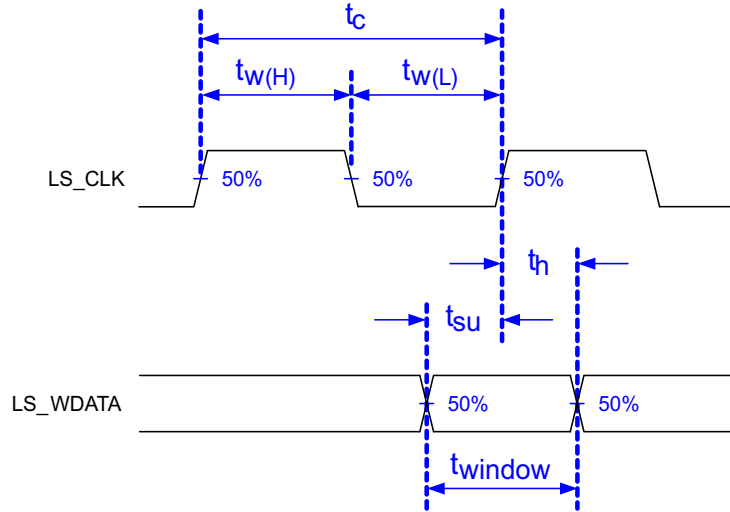 tc
tw(H)
tw(L)
LS_CLK
50%
50%
50%
th
tsu
LS_WDATA
50%
50%
twindow